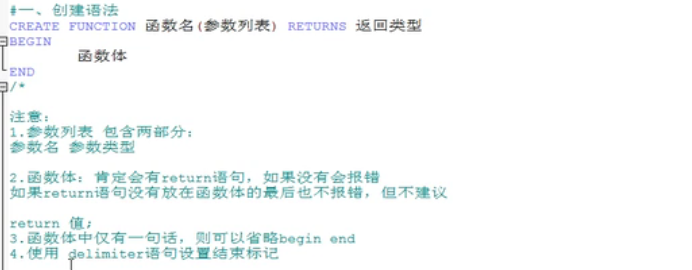 #一、创建语法
CREATE FUNCTION 函数名(参数列表) RETURNS 返回类型
BEGIN
函数体
END
/*
注意:
1.参数列表 包含两部分:
参数名 参数类型
2.函数体: 肯定会有return语句, 如果没有会报错
如果return语句没有放在函数体的最后也不报错, 但不建议
return 值;
3.函数体中仅有一句话, 则可以省略begin end
4.使用 delimiter语句设置结束标记